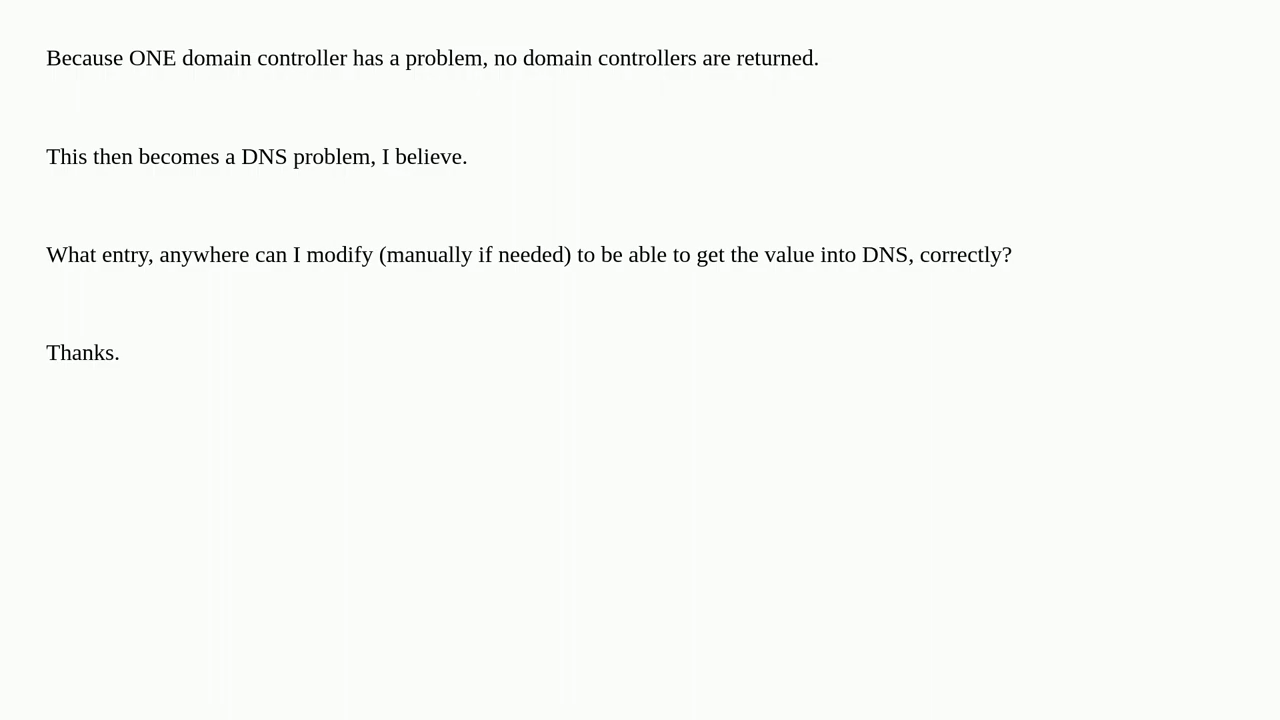 Because ONE domain controller has a problem, no domain controllers are returned.
This then becomes a DNS problem, I believe.
What entry, anywhere can I modify (manually if needed) to be able to get the value into DNS, correctly?
Thanks.